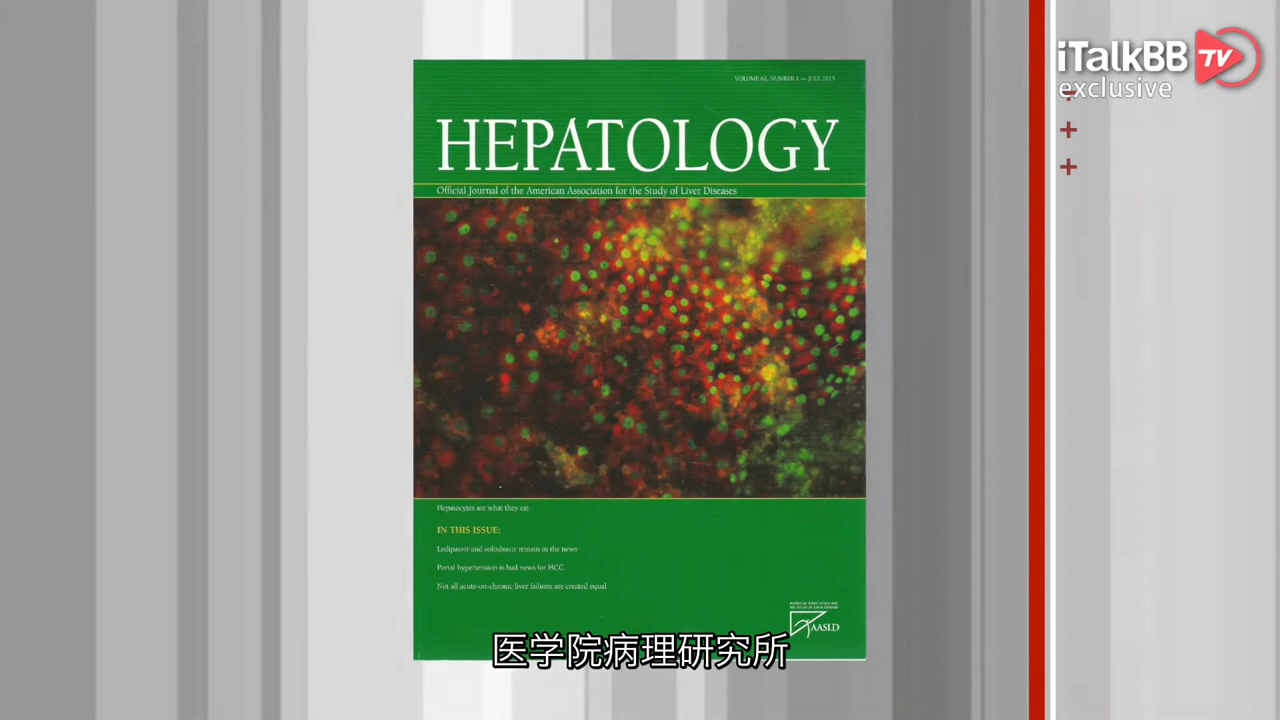 iTalkBB TV
exclusive
VOLUME 62, NUMBER 1 — JULY 2015
HEPATOLOGY
Official Journal of the American Association for the Study of Liver Diseases
Hepatocytes are what they eat
IN THIS ISSUE:
Ledipasvir and sofosbuvir remain in the news
Portal hypertension is bad news for HCC
Not all acute-on-chronic liver failures are created equal
AASLD
医学院病理研究所